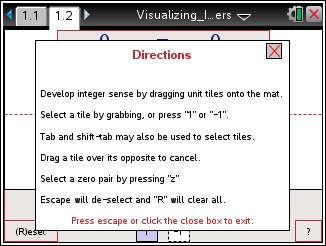 1.1 1.2 Visualizing_I...ers
0 0
Directions
Develop integer sense by dragging unit tiles onto the mat.
Select a tile by grabbing, or press "1" or "-1".
Tab and shift-tab may also be used to select tiles.
Drag a tile over its opposite to cancel.
Select a zero pair by pressing "z"
Escape will de-select and "R" will clear all.
Press escape or click the close box to exit.
(R)eset ?